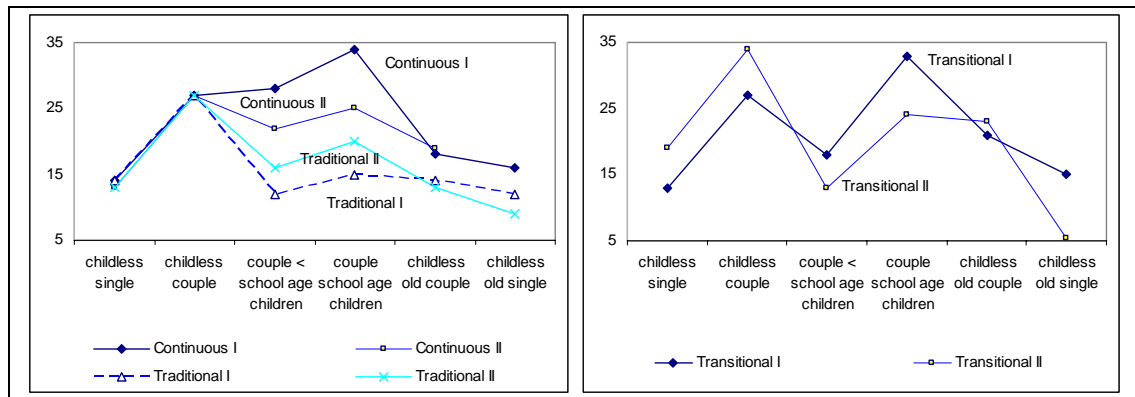 35
25
15
5
Continuous I
Continuous II
Traditional II
Traditional I
childless single
childless couple
couple < school age children
couple school age children
childless old couple
childless old single
Continuous I
Continuous II
Traditional I
Traditional II
35
25
15
5
Transitional I
Transitional II
childless single
childless couple
couple < school age children
couple school age children
childless old couple
childless old single
Transitional I
Transitional II